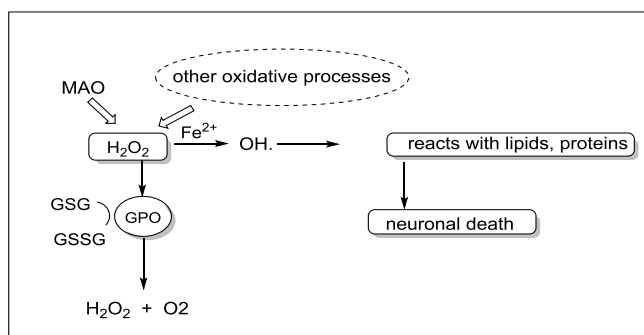 other oxidative processes
MAO
H₂O₂
Fe²⁺
OH.
reacts with lipids, proteins
GSG
GPO
GSSG
neuronal death
H₂O₂ + O2